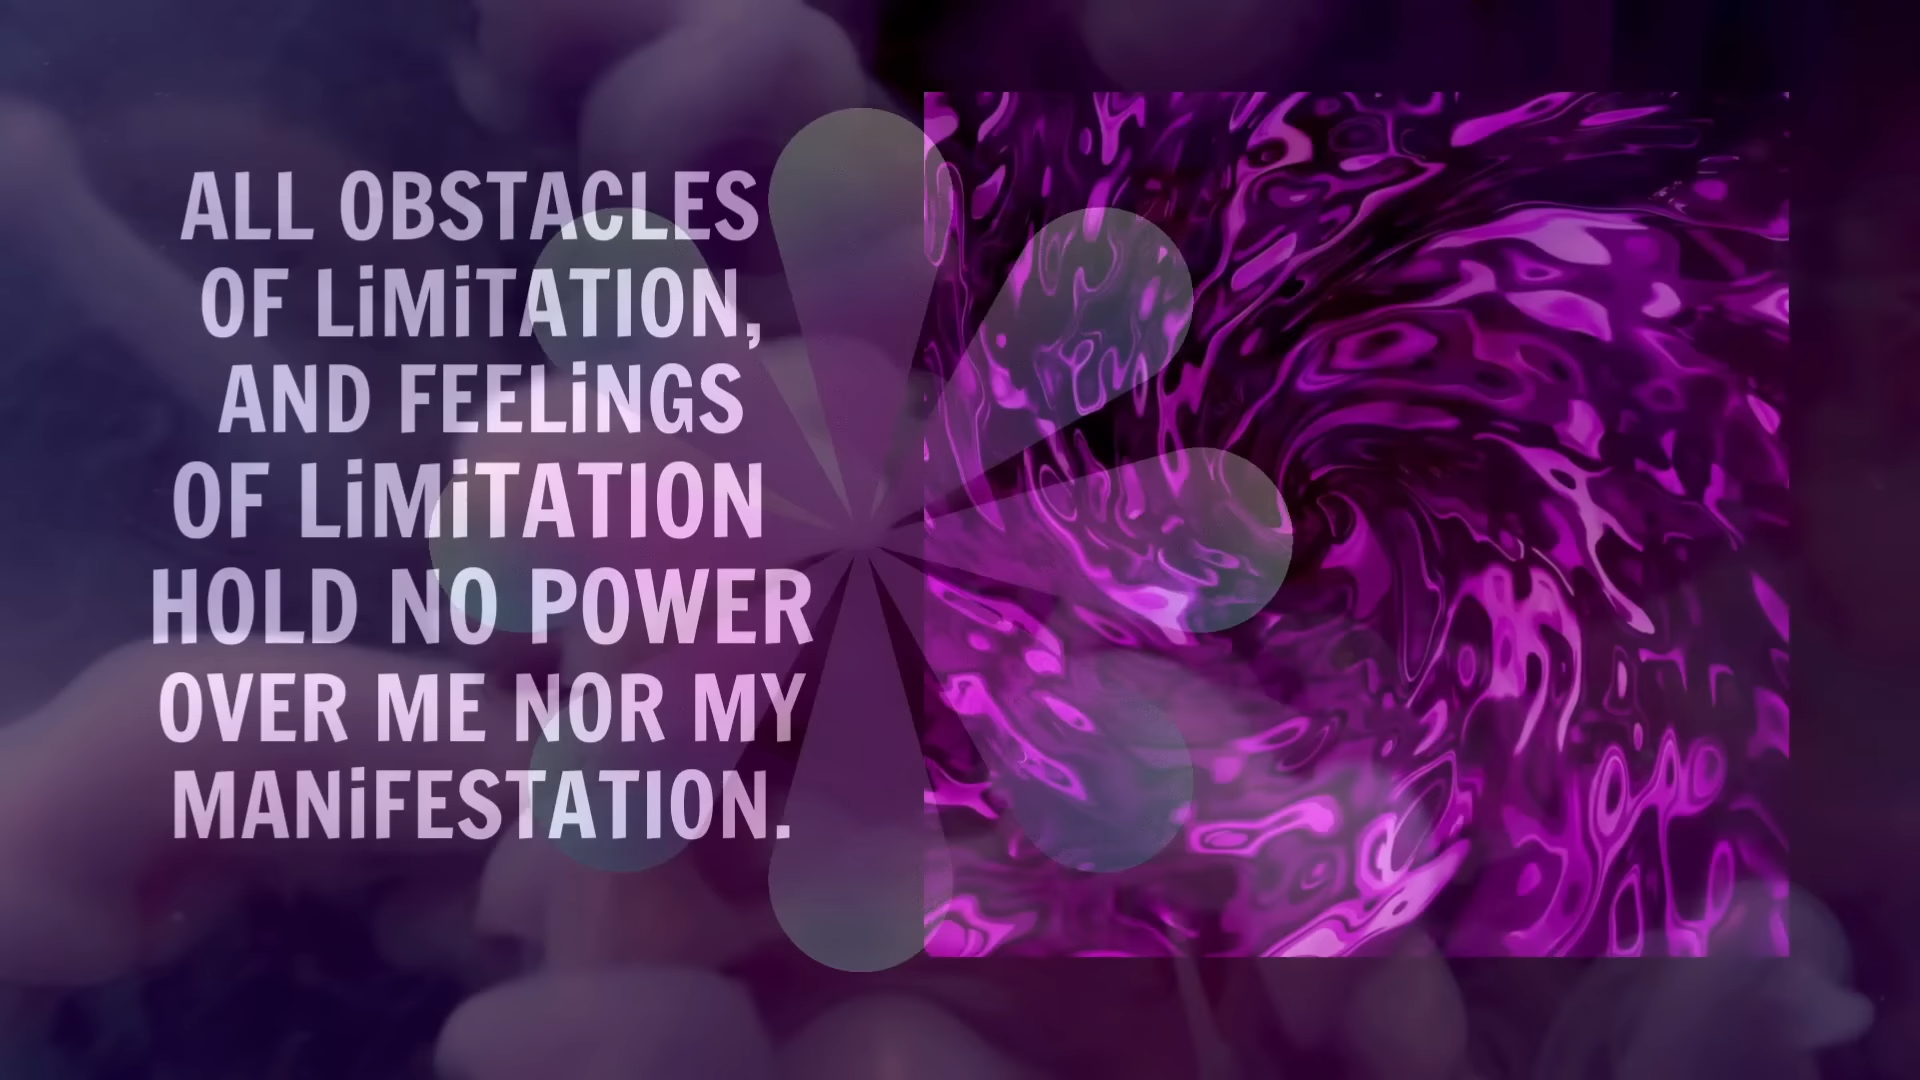 ALL OBSTACLES
OF LiMiTATION,
AND FEELiNGS
OF LiMiTATION
HOLD NO POWER
OVER ME NOR MY
MANiFESTATION.